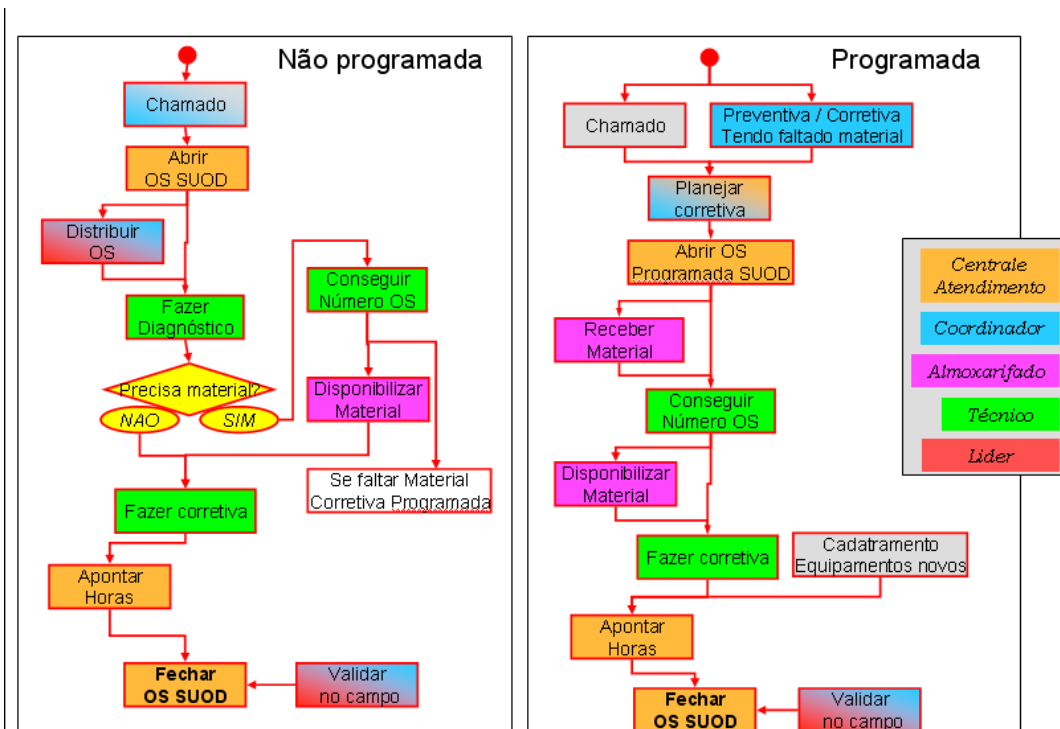 Não programada
Chamado
Abrir
OS SUOD
Distribuir
OS
Fazer
Diagnóstico
Precisa material?
NAO
SIM
Conseguir
Número OS
Disponibilizar
Material
Se faltar Material
Corretiva Programada
Fazer corretiva
Apontar
Horas
Fechar
OS SUOD
Validar
no campo
Programada
Chamado
Preventiva / Corretiva
Tendo faltado material
Planejar
corretiva
Abrir OS
Programada SUOD
Receber
Material
Conseguir
Número OS
Disponibilizar
Material
Fazer corretiva
Cadatramento
Equipamentos novos
Apontar
Horas
Fechar
OS SUOD
Validar
no campo
Centrale
Atendimento
Coordinador
Almoxarifado
Técnico
Lider